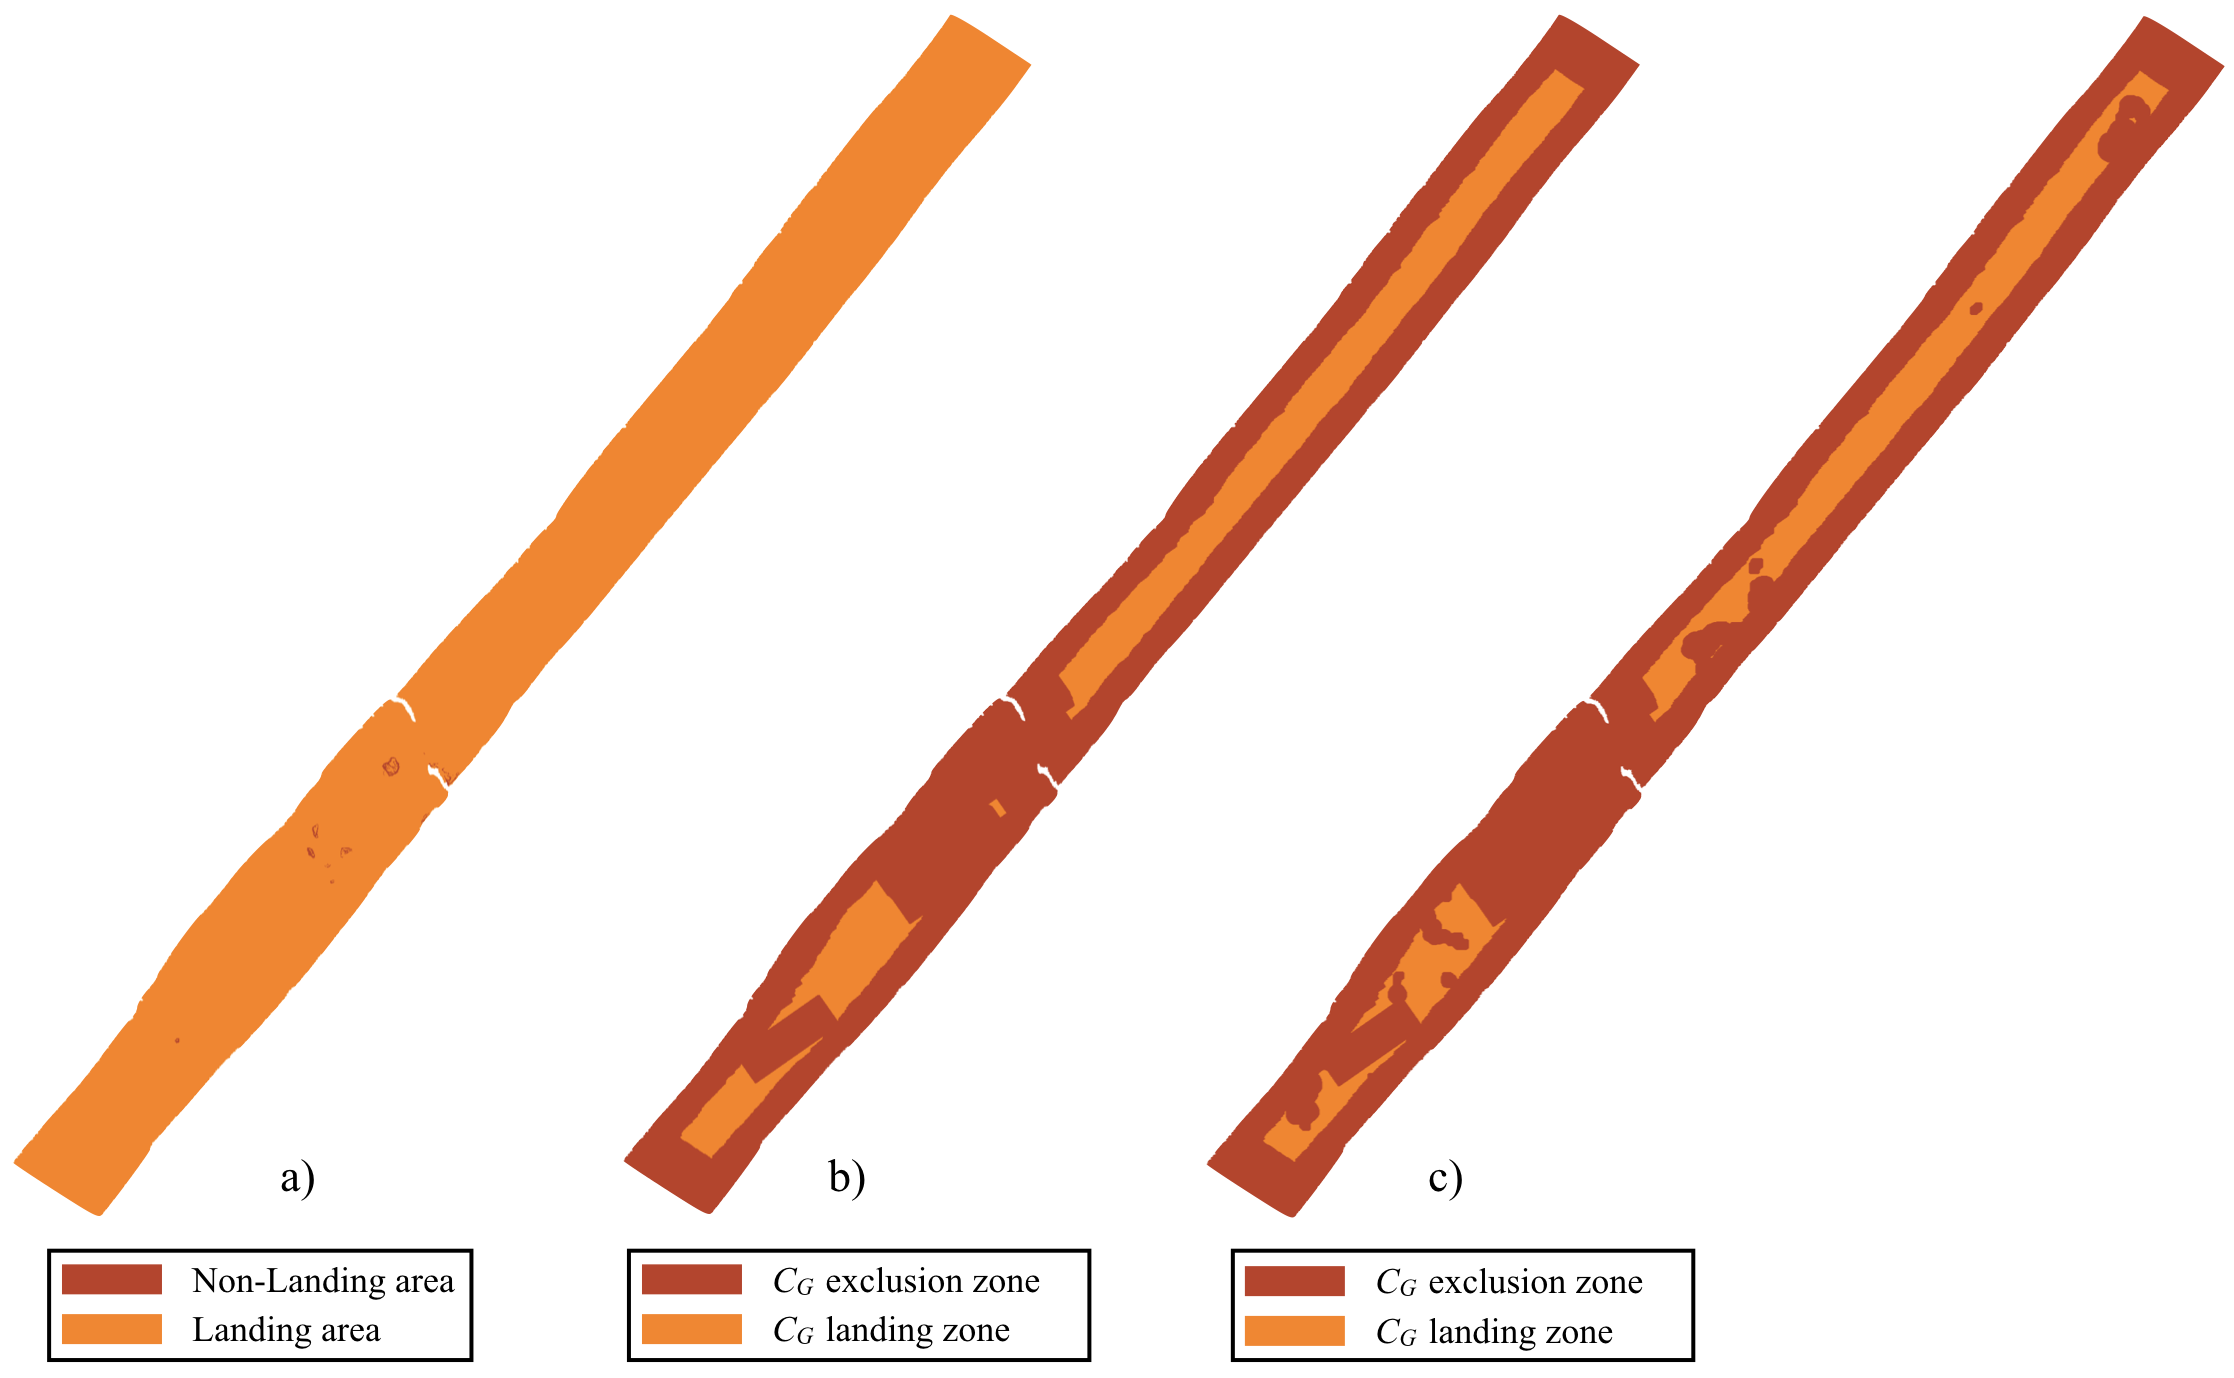 a)
b)
c)
Non-Landing area
Landing area
C_G exclusion zone
C_G landing zone
C_G exclusion zone
C_G landing zone